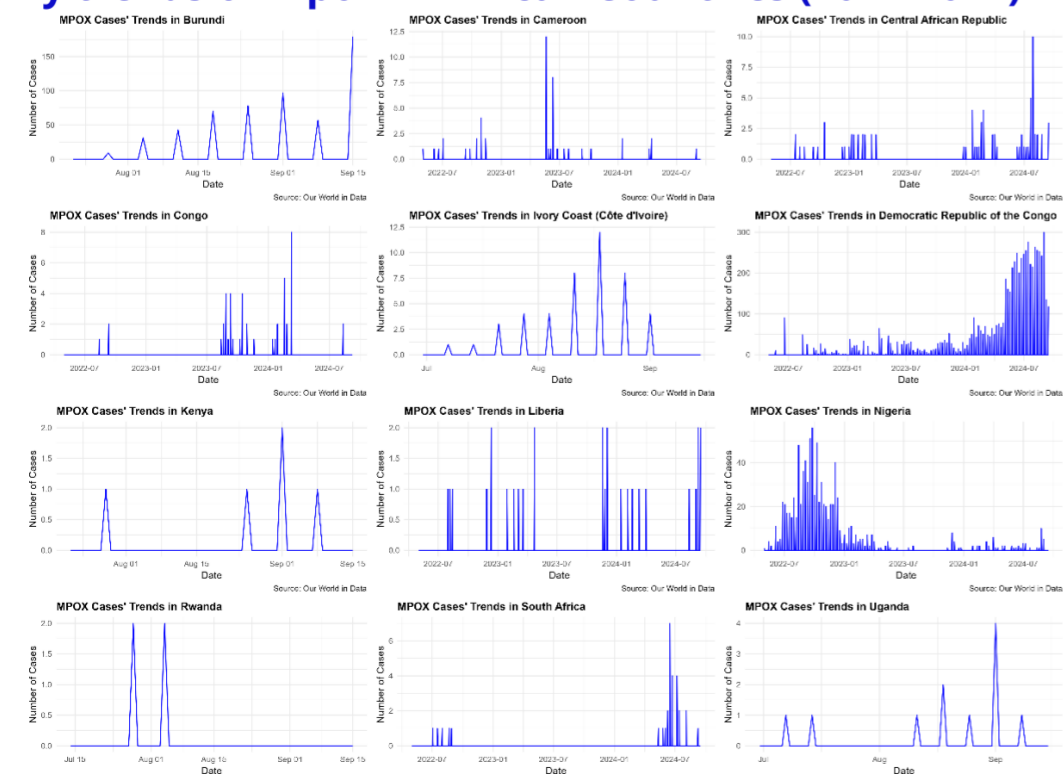 MPOX Cases' Trends in Burundi
Number of Cases
150
100
50
0
Aug 01
Aug 15
Sep 01
Sep 15
Date
Source: Our World in Data
MPOX Cases' Trends in Cameroon
Number of Cases
12.5
10.0
7.5
5.0
2.5
0.0
2022-07
2023-01
2023-07
2024-01
2024-07
Date
Source: Our World in Data
MPOX Cases' Trends in Central African Republic
Number of Cases
10.0
7.5
5.0
2.5
0.0
2022-07
2023-01
2023-07
2024-01
2024-07
Date
Source: Our World in Data
MPOX Cases' Trends in Congo
Number of Cases
8
6
4
2
0
2022-07
2023-01
2023-07
2024-01
2024-07
Date
Source: Our World in Data
MPOX Cases' Trends in Ivory Coast (Côte d'Ivoire)
Number of Cases
12.5
10.0
7.5
5.0
2.5
0.0
Jul
Aug
Sep
Date
Source: Our World in Data
MPOX Cases' Trends in Democratic Republic of the Congo
Number of Cases
300
200
100
0
2022-07
2023-01
2023-07
2024-01
2024-07
Date
Source: Our World in Data
MPOX Cases' Trends in Kenya
Number of Cases
2.0
1.5
1.0
0.5
0.0
Aug 01
Aug 15
Sep 01
Sep 15
Date
Source: Our World in Data
MPOX Cases' Trends in Liberia
Number of Cases
2.0
1.5
1.0
0.5
0.0
2022-07
2023-01
2023-07
2024-01
2024-07
Date
Source: Our World in Data
MPOX Cases' Trends in Nigeria
Number of Cases
40
20
0
2022-07
2023-01
2023-07
2024-01
2024-07
Date
Source: Our World in Data
MPOX Cases' Trends in Rwanda
Number of Cases
2.0
1.5
1.0
0.5
0.0
Jul 15
Aug 01
Aug 15
Sep 01
Sep 15
Date
MPOX Cases' Trends in South Africa
Number of Cases
6
4
2
0
2022-07
2023-01
2023-07
2024-01
2024-07
Date
MPOX Cases' Trends in Uganda
Number of Cases
4
3
2
1
0
Jul
Aug
Sep
Date